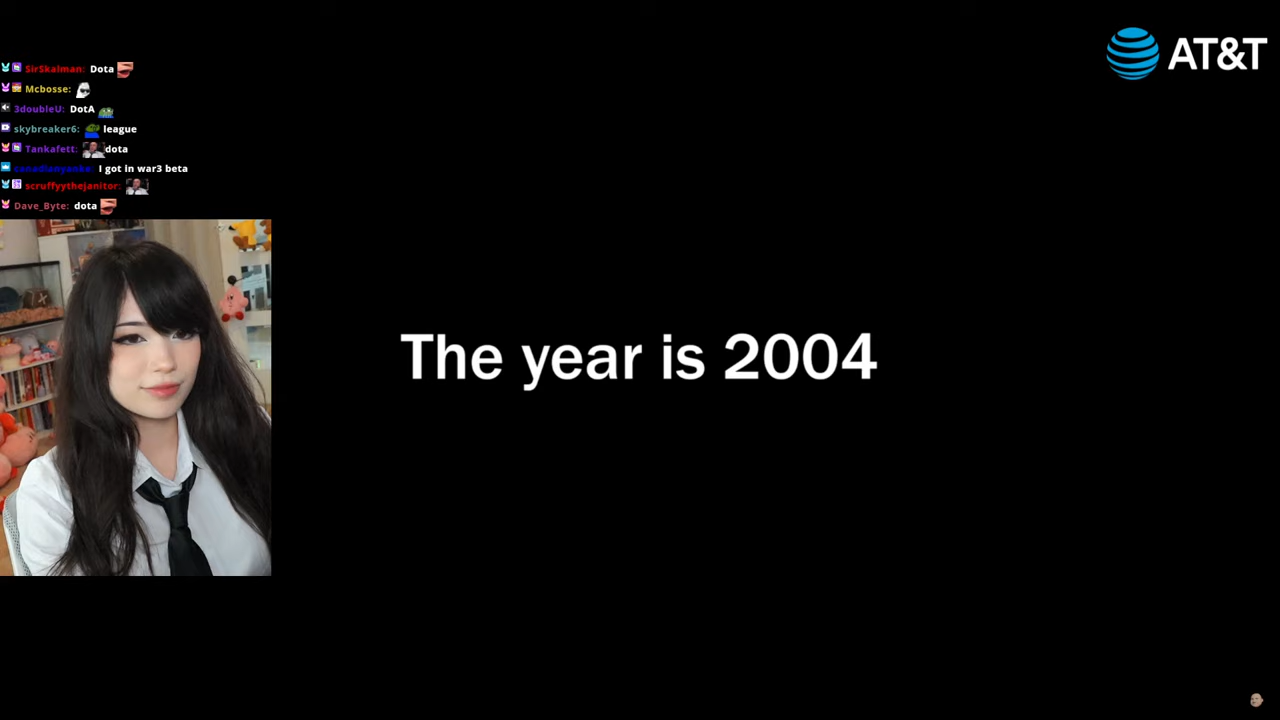 AT&T
SirSkalman: Dota
Mcbosse:
3doubleU: DotA
skybreaker6: league
Tankafett: dota
canadianyanks: I got in war3 beta
scruffyythejanitor:
Dave_Byte: dota
The year is 2004